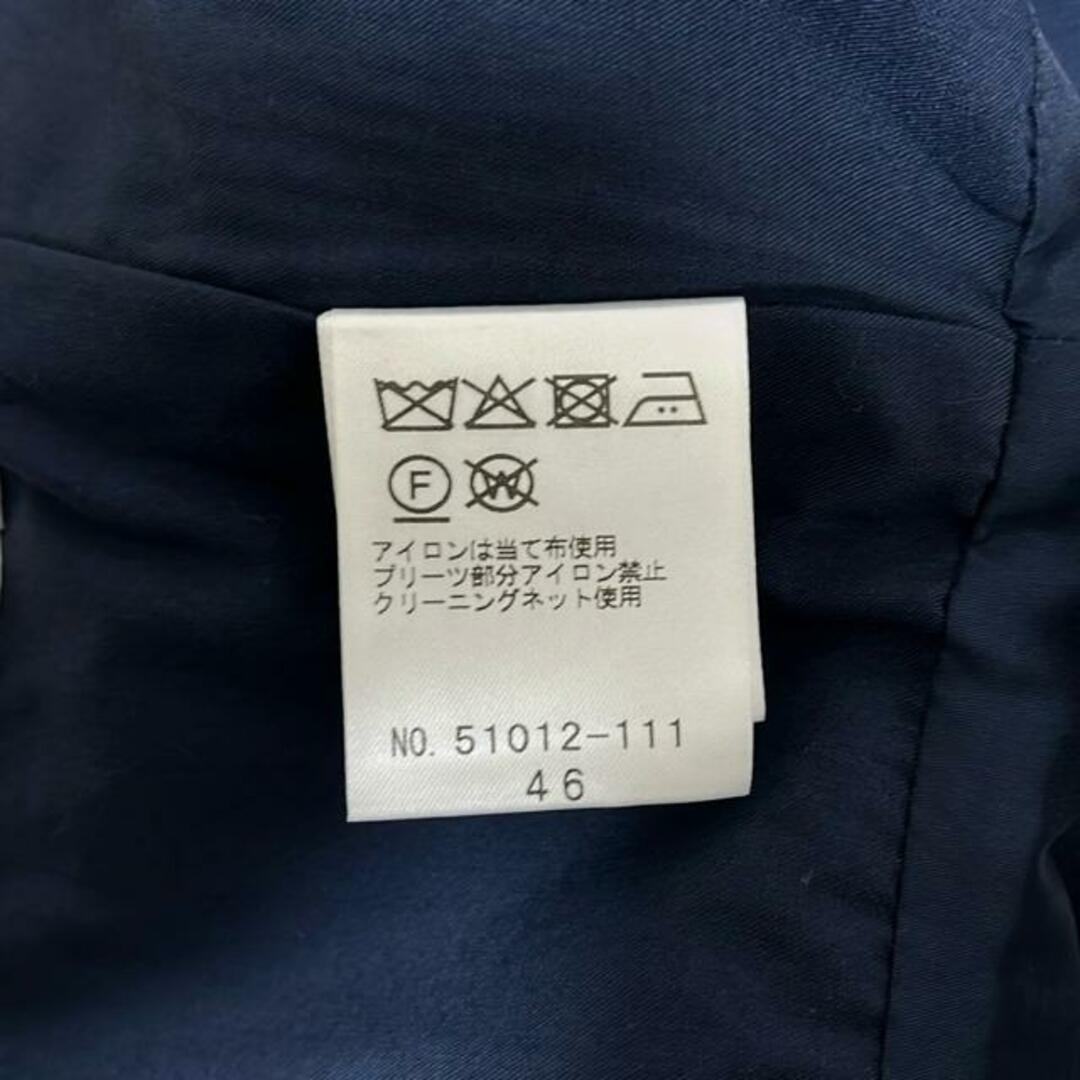 F W
アイロンは当て布使用
プリーツ部分アイロン禁止
クリーニングネット使用
NO. 51012-111
46